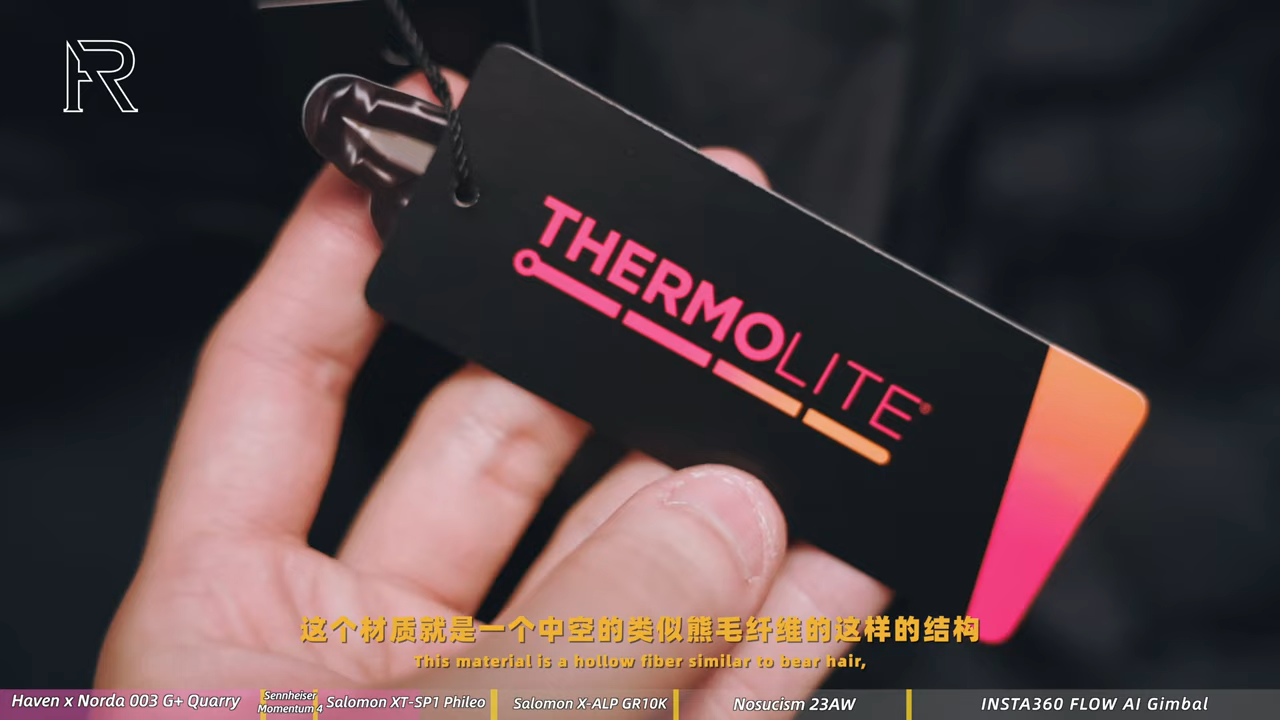 THERMOLITE®
这个材质就是一个中空的类似熊毛纤维的这样的结构
This material is a hollow fiber similar to bear hair,
Haven x Norda 003 G+ Quarry
Sennheiser
Momentum 4
Salomon XT-SP1 Phileo
Salomon X-ALP GR10K
Nosucism 23AW
INSTA360 FLOW AI Gimbal